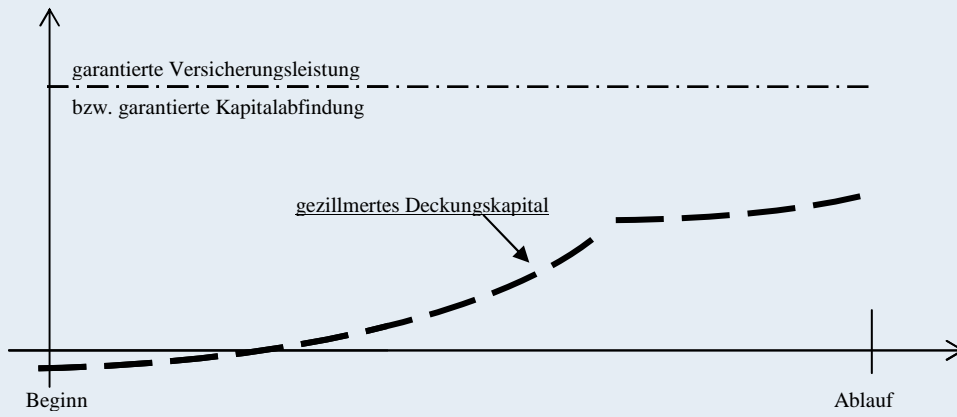 garantierte Versicherungsleistung
bzw. garantierte Kapitalabfindung
gezillmertes Deckungskapital
Beginn
Ablauf